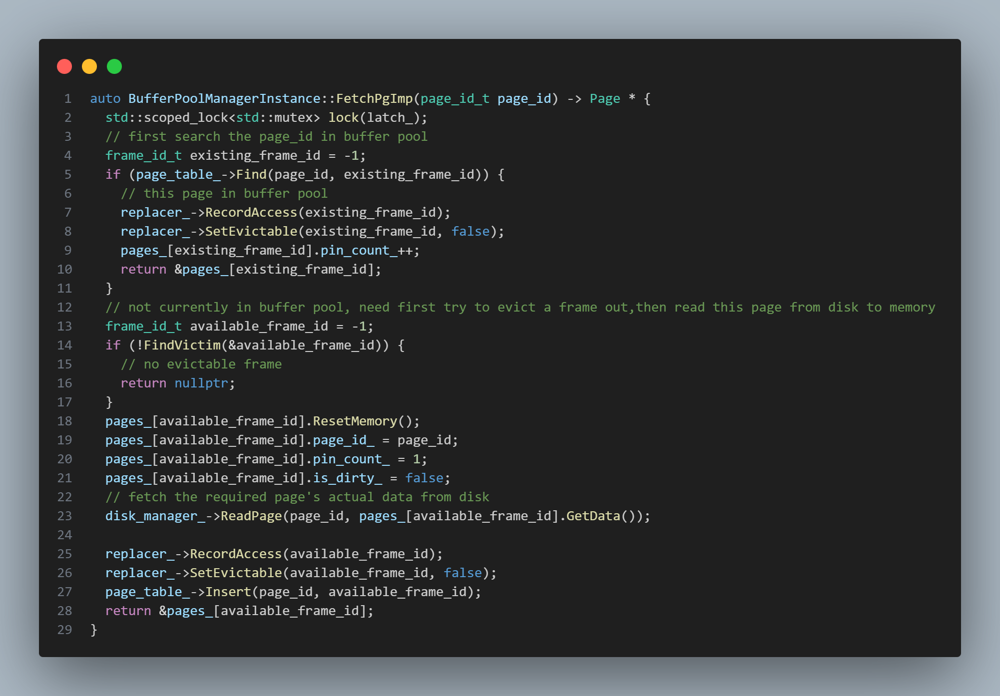 1 auto BufferPoolManagerInstance::FetchPgImp(page_id_t page_id) -> Page * {
2   std::scoped_lock<std::mutex> lock(latch_);
3   // first search the page_id in buffer pool
4   frame_id_t existing_frame_id = -1;
5   if (page_table_->Find(page_id, existing_frame_id)) {
6     // this page in buffer pool
7     replacer_->RecordAccess(existing_frame_id);
8     replacer_->SetEvictable(existing_frame_id, false);
9     pages_[existing_frame_id].pin_count_++;
10     return &pages_[existing_frame_id];
11   }
12   // not currently in buffer pool, need first try to evict a frame out,then read this page from disk to memory
13   frame_id_t available_frame_id = -1;
14   if (!FindVictim(&available_frame_id)) {
15     // no evictable frame
16     return nullptr;
17   }
18   pages_[available_frame_id].ResetMemory();
19   pages_[available_frame_id].page_id_ = page_id;
20   pages_[available_frame_id].pin_count_ = 1;
21   pages_[available_frame_id].is_dirty_ = false;
22   // fetch the required page's actual data from disk
23   disk_manager_->ReadPage(page_id, pages_[available_frame_id].GetData());
24
25   replacer_->RecordAccess(available_frame_id);
26   replacer_->SetEvictable(available_frame_id, false);
27   page_table_->Insert(page_id, available_frame_id);
28   return &pages_[available_frame_id];
29 }